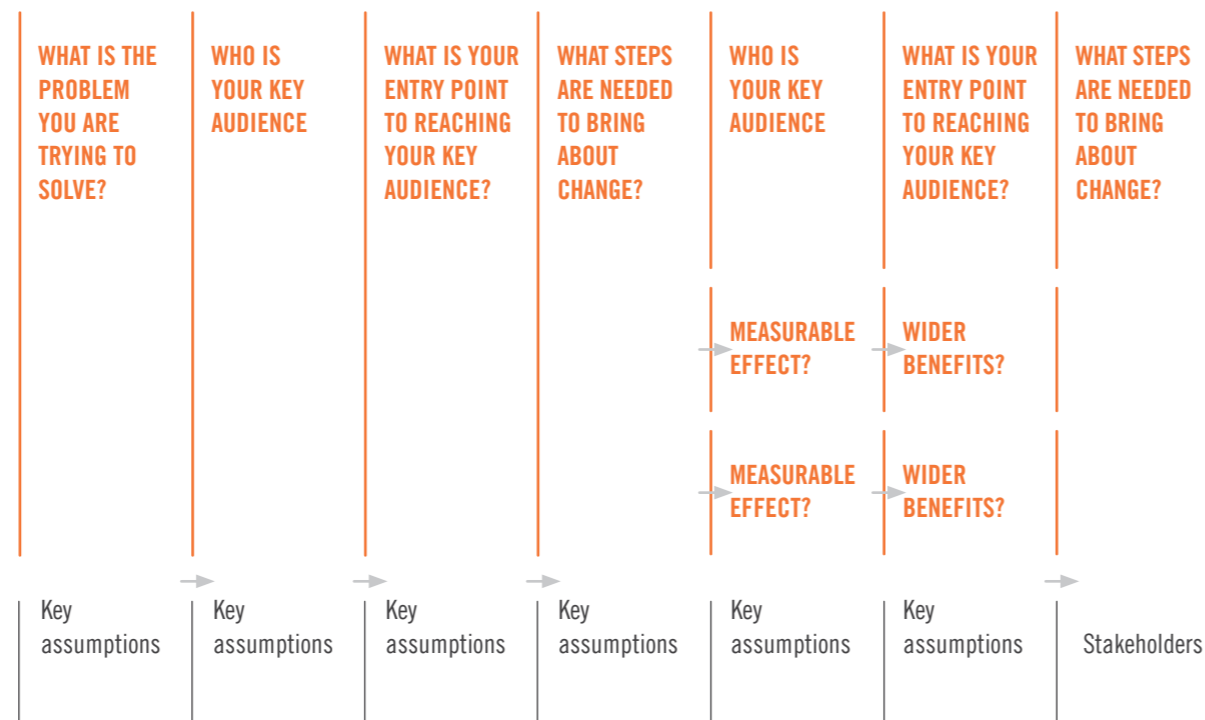 WHAT IS THE
PROBLEM
YOU ARE
TRYING TO
SOLVE?
WHO IS
YOUR KEY
AUDIENCE
WHAT IS YOUR
ENTRY POINT
TO REACHING
YOUR KEY
AUDIENCE?
WHAT STEPS
ARE NEEDED
TO BRING
ABOUT
CHANGE?
WHO IS
YOUR KEY
AUDIENCE
WHAT IS YOUR
ENTRY POINT
TO REACHING
YOUR KEY
AUDIENCE?
WHAT STEPS
ARE NEEDED
TO BRING
ABOUT
CHANGE?
MEASURABLE
EFFECT?
WIDER
BENEFITS?
MEASURABLE
EFFECT?
WIDER
BENEFITS?
Key
assumptions
Key
assumptions
Key
assumptions
Key
assumptions
Key
assumptions
Key
assumptions
Stakeholders